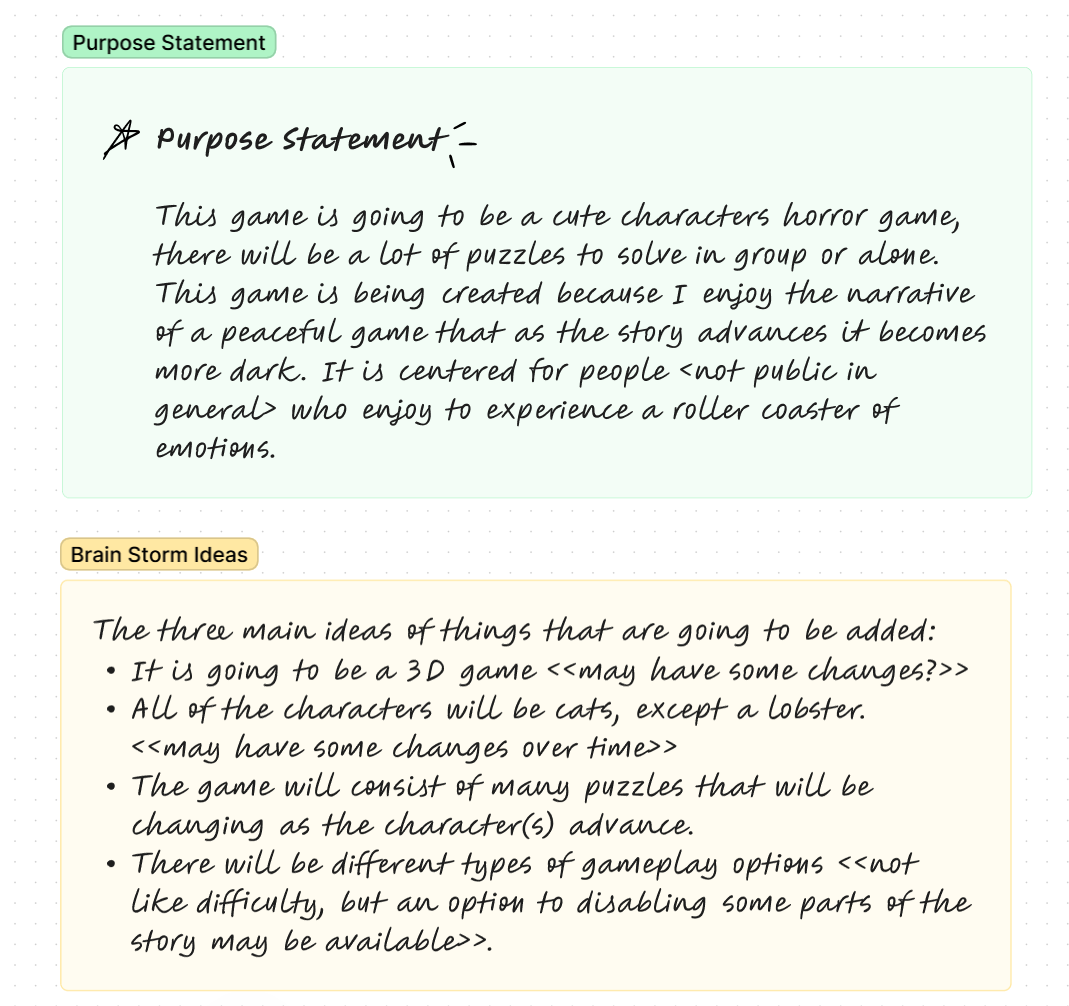 Purpose Statement
Purpose Statement
This game is going to be a cute characters horror game,
there will be a lot of puzzles to solve in group or alone.
This game is being created because I enjoy the narrative
of a peaceful game that as the story advances it becomes
more dark. It is centered for people <not public in
general> who enjoy to experience a roller coaster of
emotions.
Brain Storm Ideas
The three main ideas of things that are going to be added:
• It is going to be a 3D game <<may have some changes?>>
• All of the characters will be cats, except a lobster.
<<may have some changes over time>>
• The game will consist of many puzzles that will be
changing as the character(s) advance.
• There will be different types of gameplay options <<not
like difficulty, but an option to disabling some parts of the
story may be available>>.